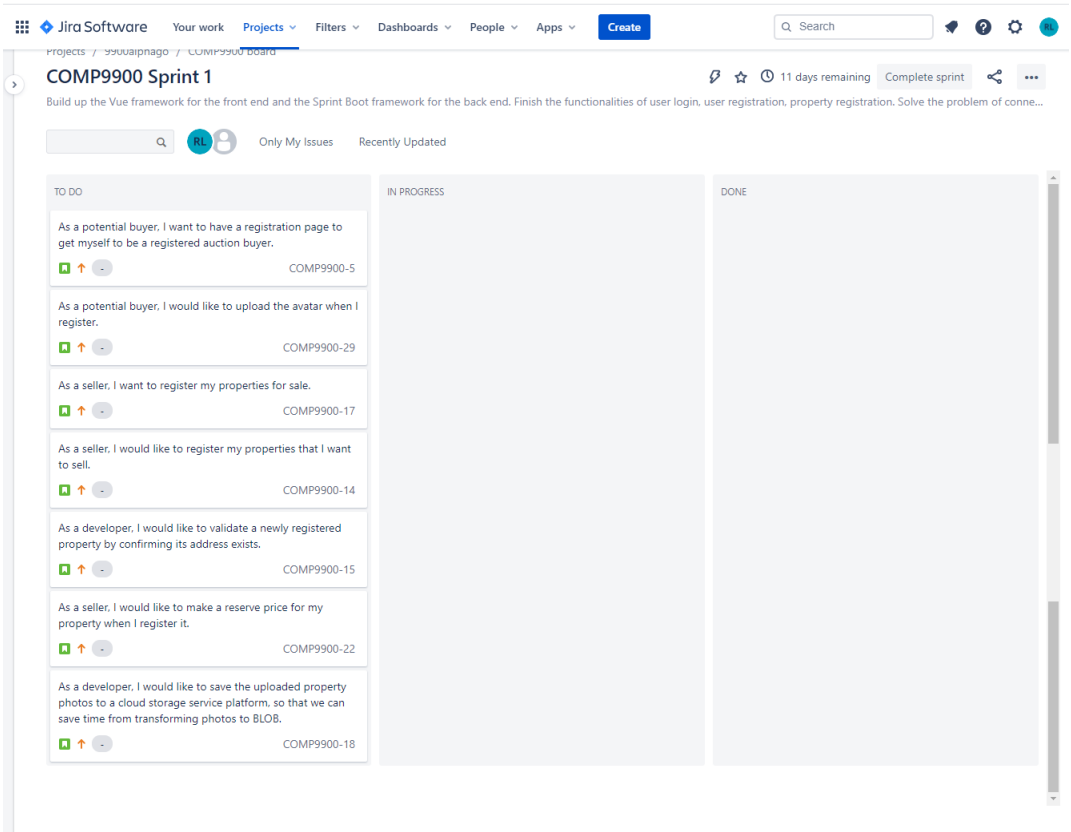 Jira Software Your work Projects Filters Dashboards People Apps Create Search RL
Projects / 9900alphago / COMP9900 board
COMP9900 Sprint 1 11 days remaining Complete sprint
Build up the Vue framework for the front end and the Sprint Boot framework for the back end. Finish the functionalities of user login, user registration, property registration. Solve the problem of conne...
RL Only My Issues Recently Updated
TO DO IN PROGRESS DONE
As a potential buyer, I want to have a registration page to
get myself to be a registered auction buyer.
- COMP9900-5
As a potential buyer, I would like to upload the avatar when I
register.
- COMP9900-29
As a seller, I want to register my properties for sale.
- COMP9900-17
As a seller, I would like to register my properties that I want
to sell.
- COMP9900-14
As a developer, I would like to validate a newly registered
property by confirming its address exists.
- COMP9900-15
As a seller, I would like to make a reserve price for my
property when I register it.
- COMP9900-22
As a developer, I would like to save the uploaded property
photos to a cloud storage service platform, so that we can
save time from transforming photos to BLOB.
- COMP9900-18